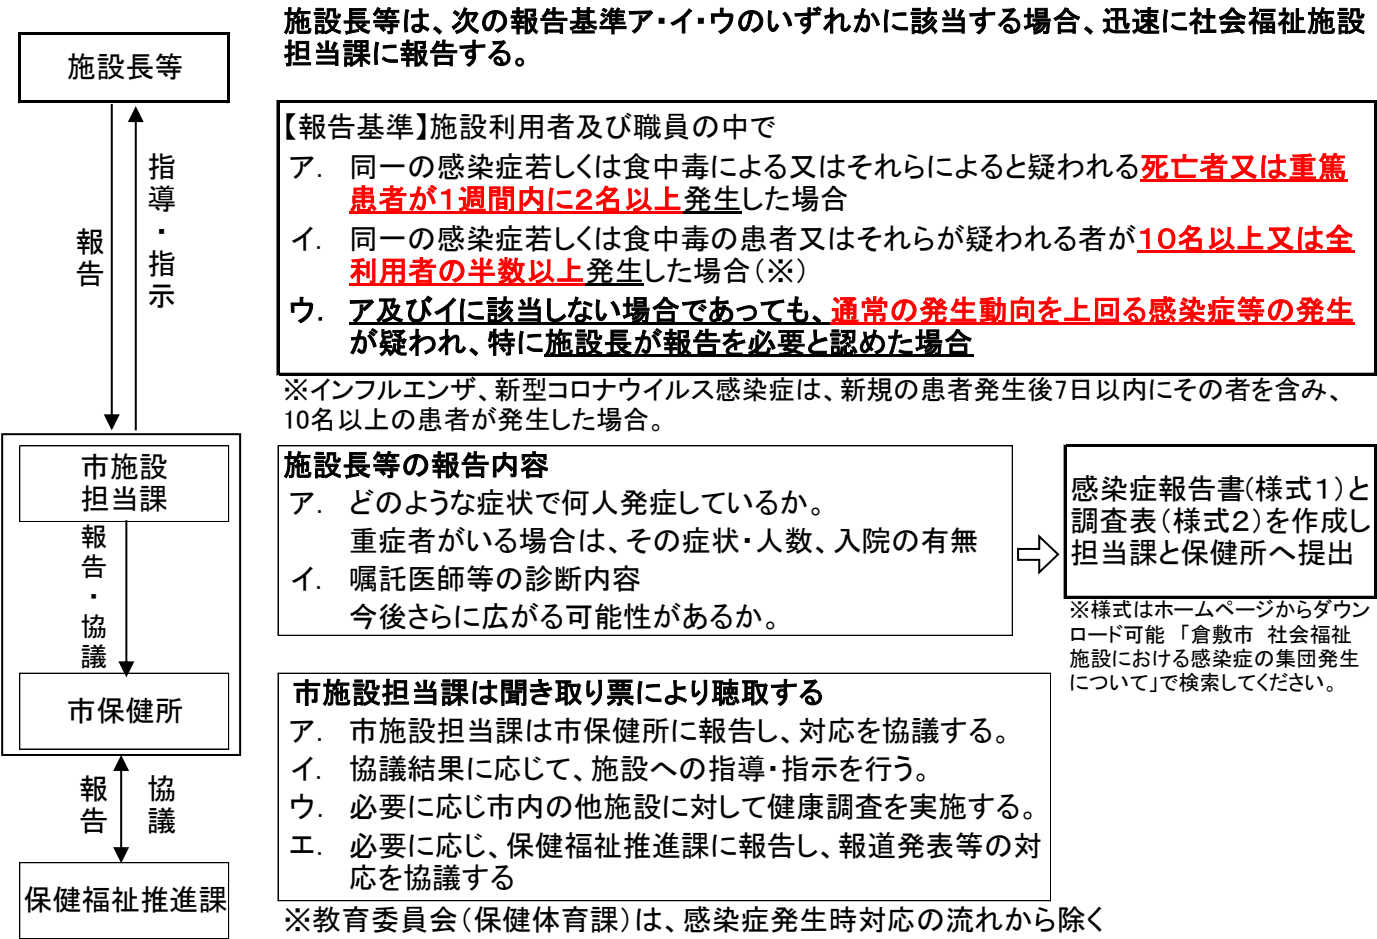 施設長等は、次の報告基準ア・イ・ウのいずれかに該当する場合、迅速に社会福祉施設
担当課に報告する。
施設長等
報告
指導・指示
【報告基準】施設利用者及び職員の中で
ア． 同一の感染症若しくは食中毒による又はそれらによると疑われる死亡者又は重篤
患者が１週間内に２名以上発生した場合
イ． 同一の感染症若しくは食中毒の患者又はそれらが疑われる者が１０名以上又は全
利用者の半数以上発生した場合（※）
ウ． ア及びイに該当しない場合であっても、通常の発生動向を上回る感染症等の発生
が疑われ、特に施設長が報告を必要と認めた場合
※インフルエンザ、新型コロナウイルス感染症は、新規の患者発生後7日以内にその者を含み、
10名以上の患者が発生した場合。
市施設
担当課
報告・協議
市保健所
報告
協議
保健福祉推進課
施設長等の報告内容
ア． どのような症状で何人発症しているか。
重症者がいる場合は、その症状・人数、入院の有無
イ． 嘱託医師等の診断内容
今後さらに広がる可能性があるか。
感染症報告書(様式１)と
調査表(様式２)を作成し
担当課と保健所へ提出
※様式はホームページからダウン
ロード可能 「倉敷市 社会福祉
施設における感染症の集団発生
について」で検索してください。
市施設担当課は聞き取り票により聴取する
ア． 市施設担当課は市保健所に報告し、対応を協議する。
イ． 協議結果に応じて、施設への指導・指示を行う。
ウ． 必要に応じ市内の他施設に対して健康調査を実施する。
エ． 必要に応じ、保健福祉推進課に報告し、報道発表等の対
応を協議する
※教育委員会（保健体育課）は、感染症発生時対応の流れから除く